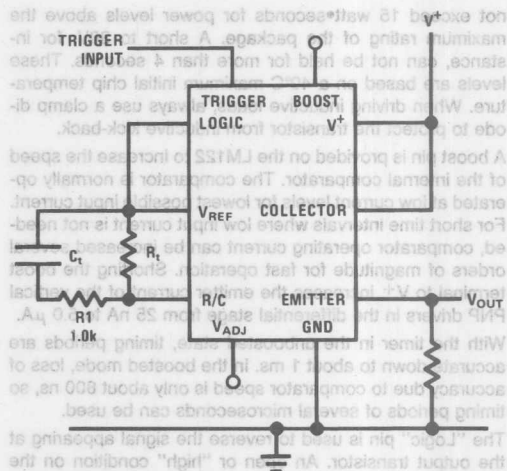 not exceed 15 watt•seconds for power levels above the
maximum rating of the package. A short to 30V, for in-
stance, can not be held for more than 4 seconds. These
levels are based on a 40°C maximum initial chip tempera-
ture. When driving inductive loads, always use a clamp di-
ode to protect the transistor from inductive kick-back.
A boost pin is provided on the LM122 to increase the speed
of the internal comparator. The comparator is normally op-
erated at low current levels for lowest possible input current.
For short time intervals where low input current is not need-
ed, comparator operating current can be increased several
orders of magnitude for fast operation. Shorting the boost
terminal to V+ increases the emitter current of the vertical
PNP drivers in the differential stage from 25 nA to 5.0 μA.
With the timer in the unboosted state, timing periods are
accurate down to about 1 ms. In the boosted mode, loss of
accuracy due to comparator speed is only about 800 ns, so
timing periods of several microseconds can be used.
The "Logic" pin is used to reverse the signal appearing at
the output transistor. An open or "high" condition on the
TRIGGER
INPUT
V+
TRIGGER BOOST
LOGIC V+
VREF COLLECTOR
Ct Rt
R1
1.0k
R/C EMITTER
VADJ GND
VOUT